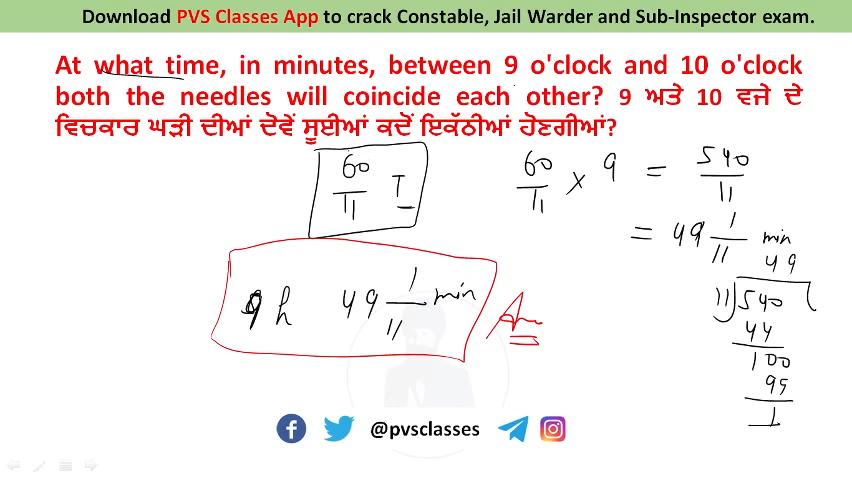 Download PVS Classes App to crack Constable, Jail Warder and Sub-Inspector exam.
At what time, in minutes, between 9 o'clock and 10 o'clock
both the needles will coincide each other? 9 ਅਤੇ 10 ਵਜੇ ਦੇ
ਵਿਚਕਾਰ ਘੜੀ ਦੀਆਂ ਦੋਵੇਂ ਸੂਈਆਂ ਕਦੋਂ ਇਕੱਠੀਆਂ ਹੋਣਗੀਆਂ?
60/11 T
60/11 × 9 = 540/11
= 49 1/11 min
9 h 49 1/11 min Ans
49
11)540
44
100
99
1
@pvsclasses